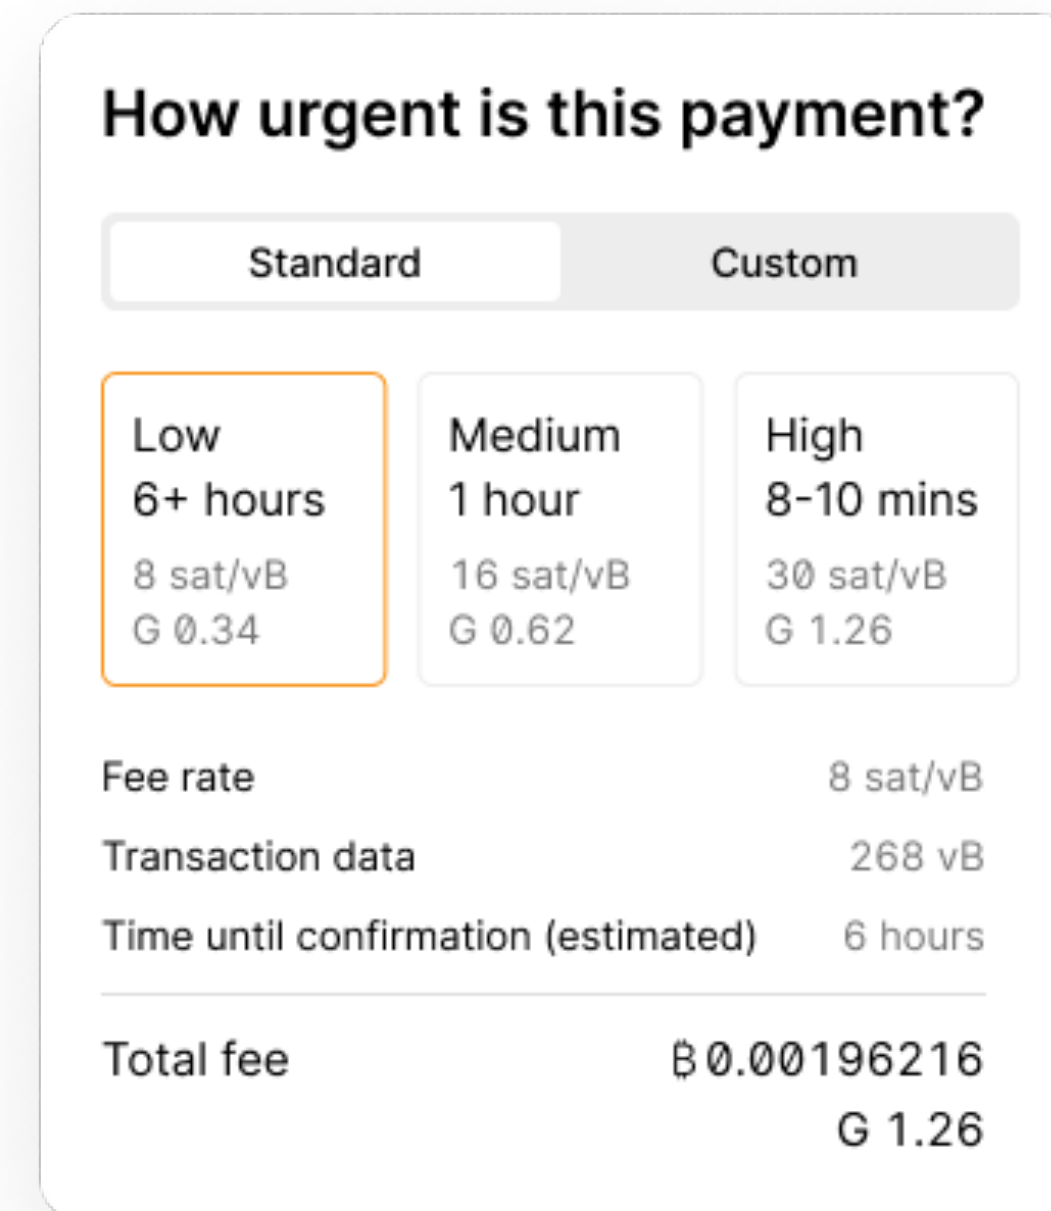 How urgent is this payment?
Standard Custom
Low Medium High
6+ hours 1 hour 8-10 mins
8 sat/vB 16 sat/vB 30 sat/vB
G 0.34 G 0.62 G 1.26
Fee rate 8 sat/vB
Transaction data 268 vB
Time until confirmation (estimated) 6 hours
Total fee ₿0.00196216
G 1.26